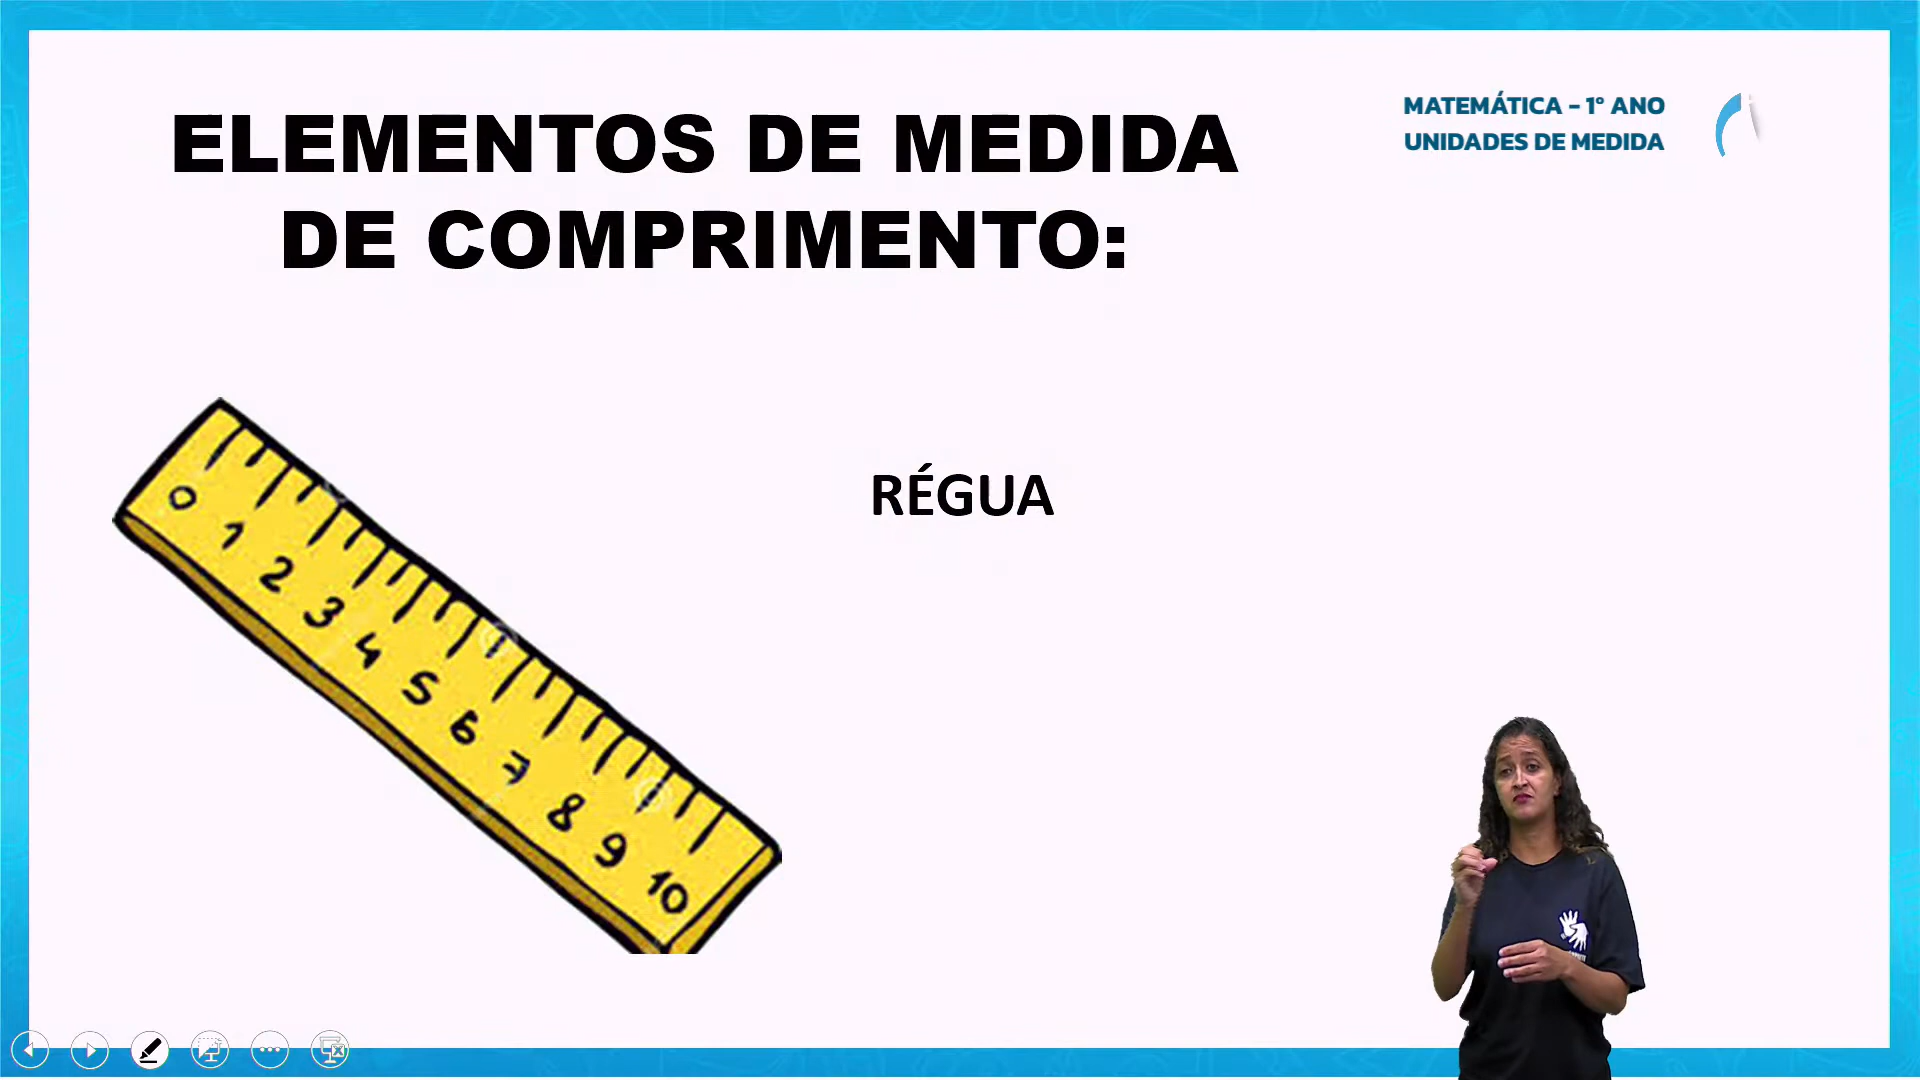 ELEMENTOS DE MEDIDA
DE COMPRIMENTO:
MATEMÁTICA - 1º ANO
UNIDADES DE MEDIDA
RÉGUA
0 1 2 3 4 5 6 7 8 9 10